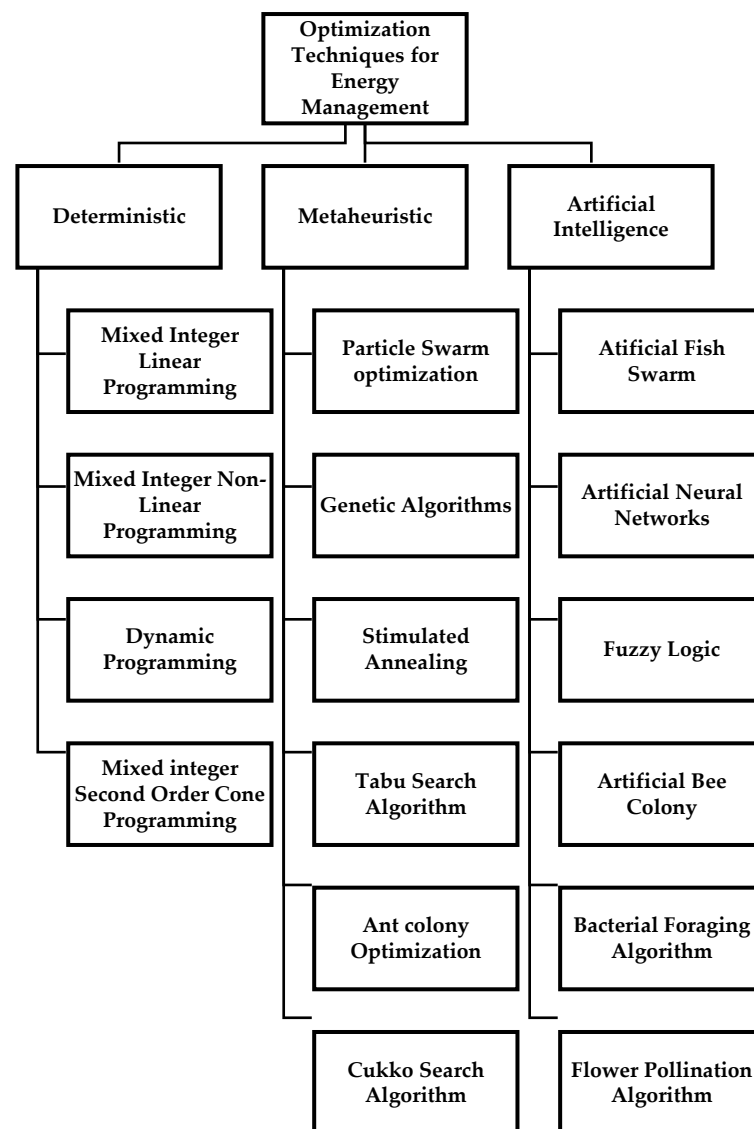 Optimization
Techniques for
Energy
Management
Deterministic
Metaheuristic
Artificial
Intelligence
Mixed Integer
Linear
Programming
Particle Swarm
optimization
Atificial Fish
Swarm
Mixed Integer Non-
Linear
Programming
Genetic Algorithms
Artificial Neural
Networks
Dynamic
Programming
Stimulated
Annealing
Fuzzy Logic
Mixed integer
Second Order Cone
Programming
Tabu Search
Algorithm
Artificial Bee
Colony
Ant colony
Optimization
Bacterial Foraging
Algorithm
Cukko Search
Algorithm
Flower Pollination
Algorithm